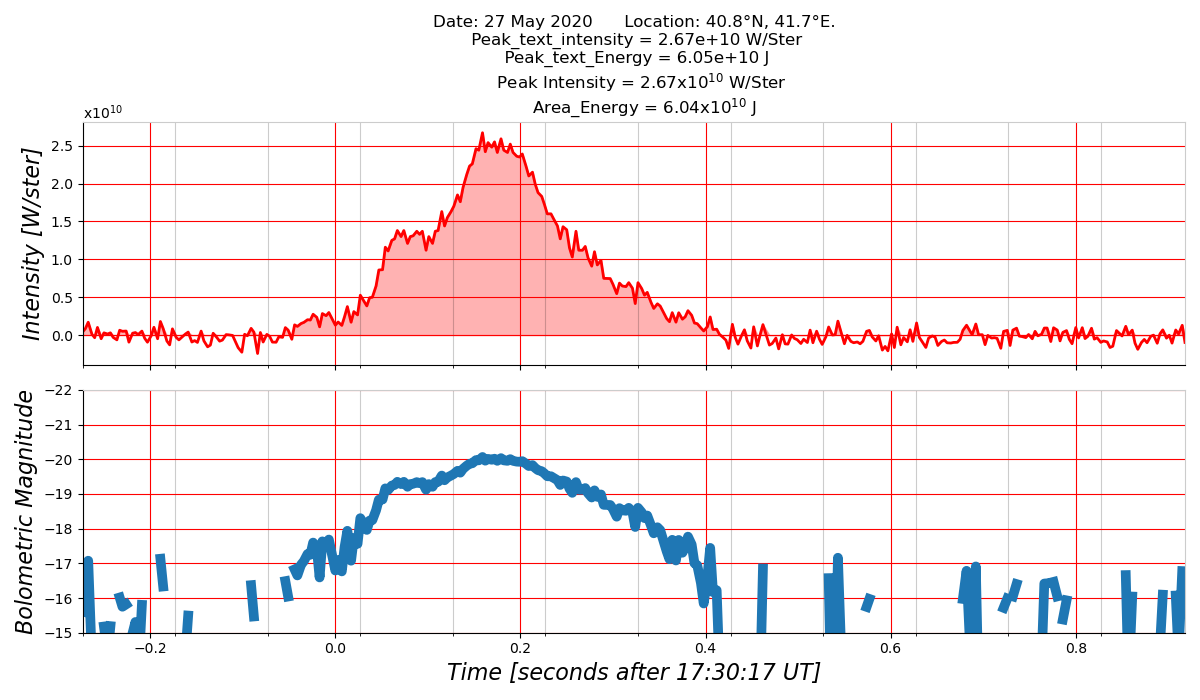 Date: 27 May 2020      Location: 40.8°N, 41.7°E.
Peak_text_intensity = 2.67e+10 W/Ster
Peak_text_Energy = 6.05e+10 J
Peak Intensity = 2.67x10¹⁰ W/Ster
Area_Energy = 6.04x10¹⁰ J
x10¹⁰
Intensity [W/ster]
2.5
2.0
1.5
1.0
0.5
0.0
Bolometric Magnitude
−22
−21
−20
−19
−18
−17
−16
−15
−0.2 0.0 0.2 0.4 0.6 0.8
Time [seconds after 17:30:17 UT]